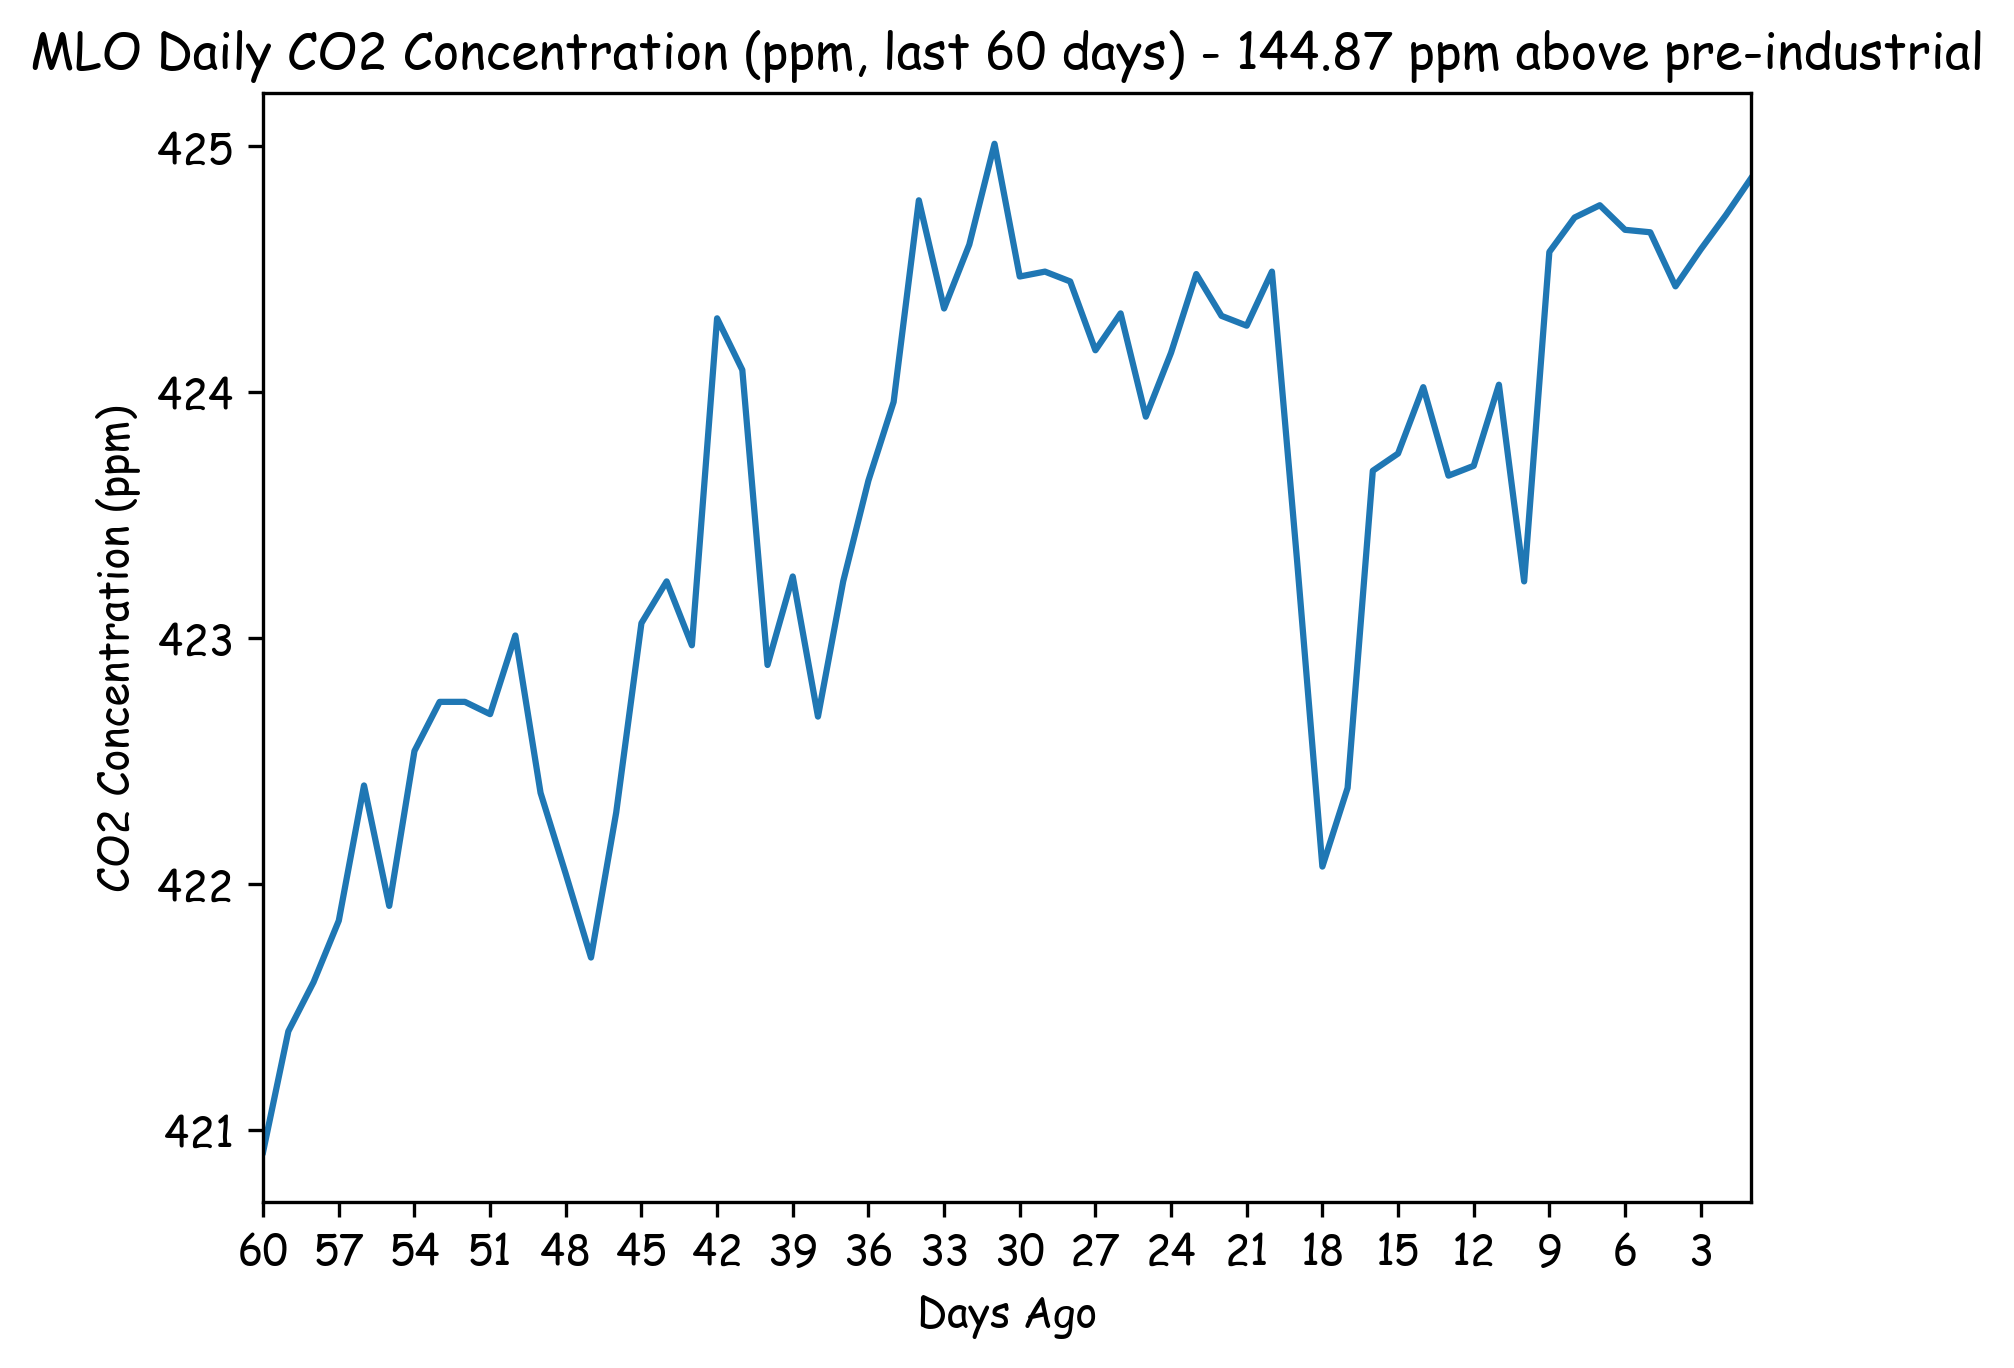 MLO Daily CO2 Concentration (ppm, last 60 days) - 144.87 ppm above pre-industrial
CO2 Concentration (ppm)
425
424
423
422
421
60 57 54 51 48 45 42 39 36 33 30 27 24 21 18 15 12 9 6 3
Days Ago